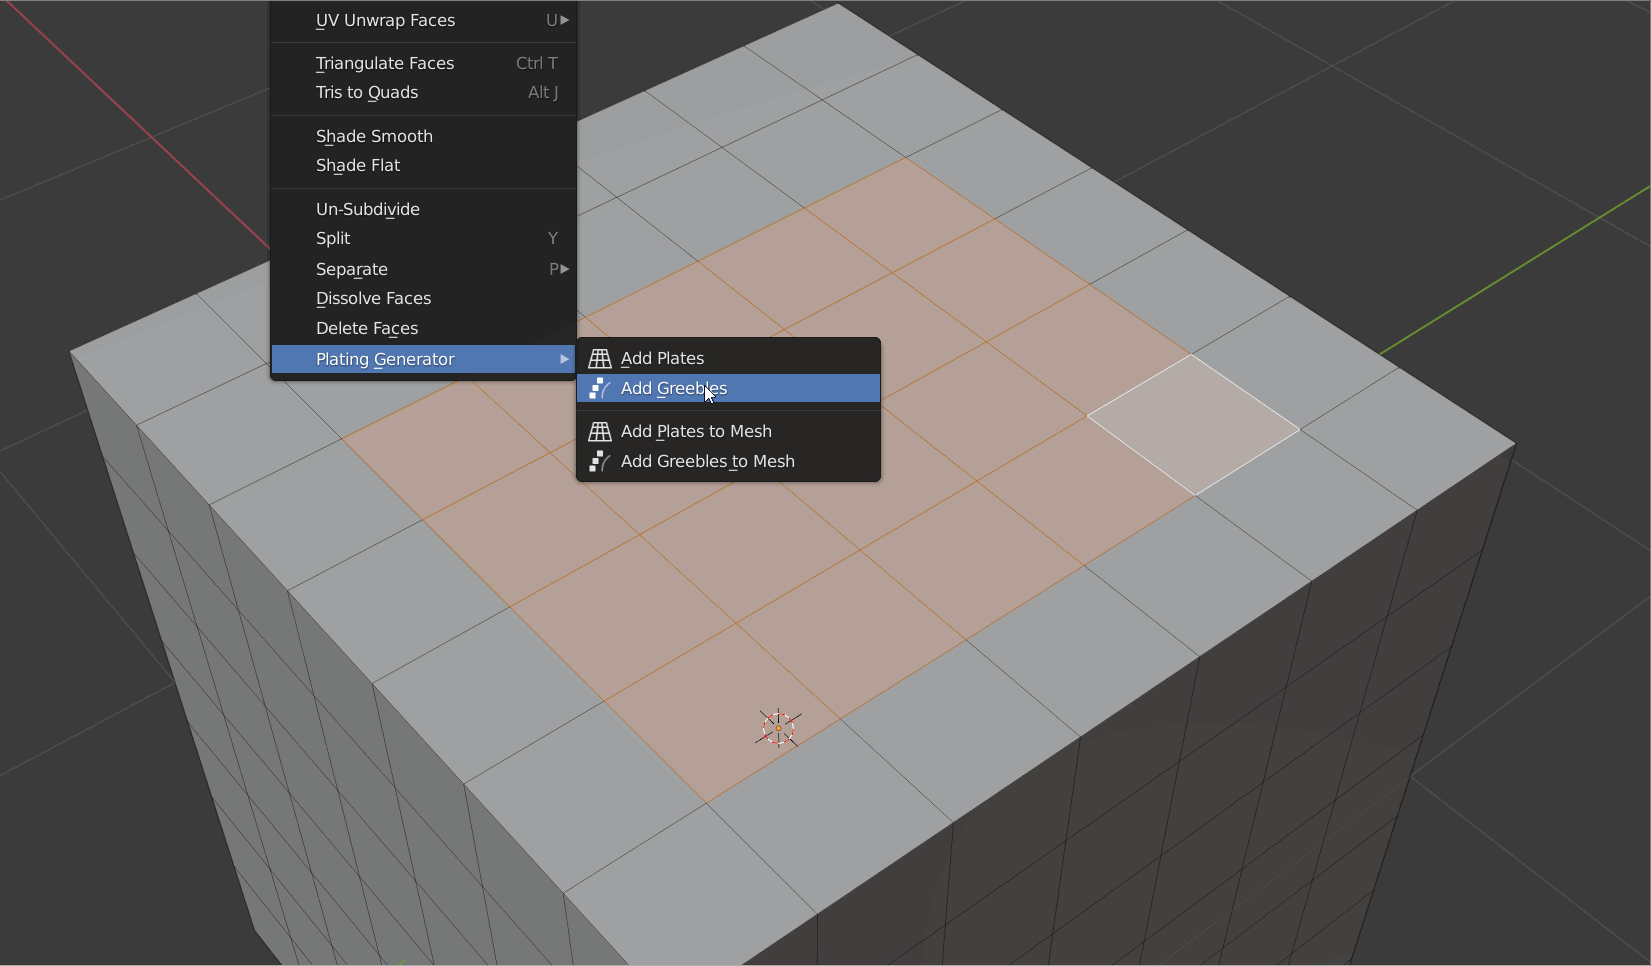 UV Unwrap Faces U
Triangulate Faces Ctrl T
Tris to Quads Alt J
Shade Smooth
Shade Flat
Un-Subdivide
Split Y
Separate P
Dissolve Faces
Delete Faces
Plating Generator
Add Plates
Add Greebles
Add Plates to Mesh
Add Greebles to Mesh